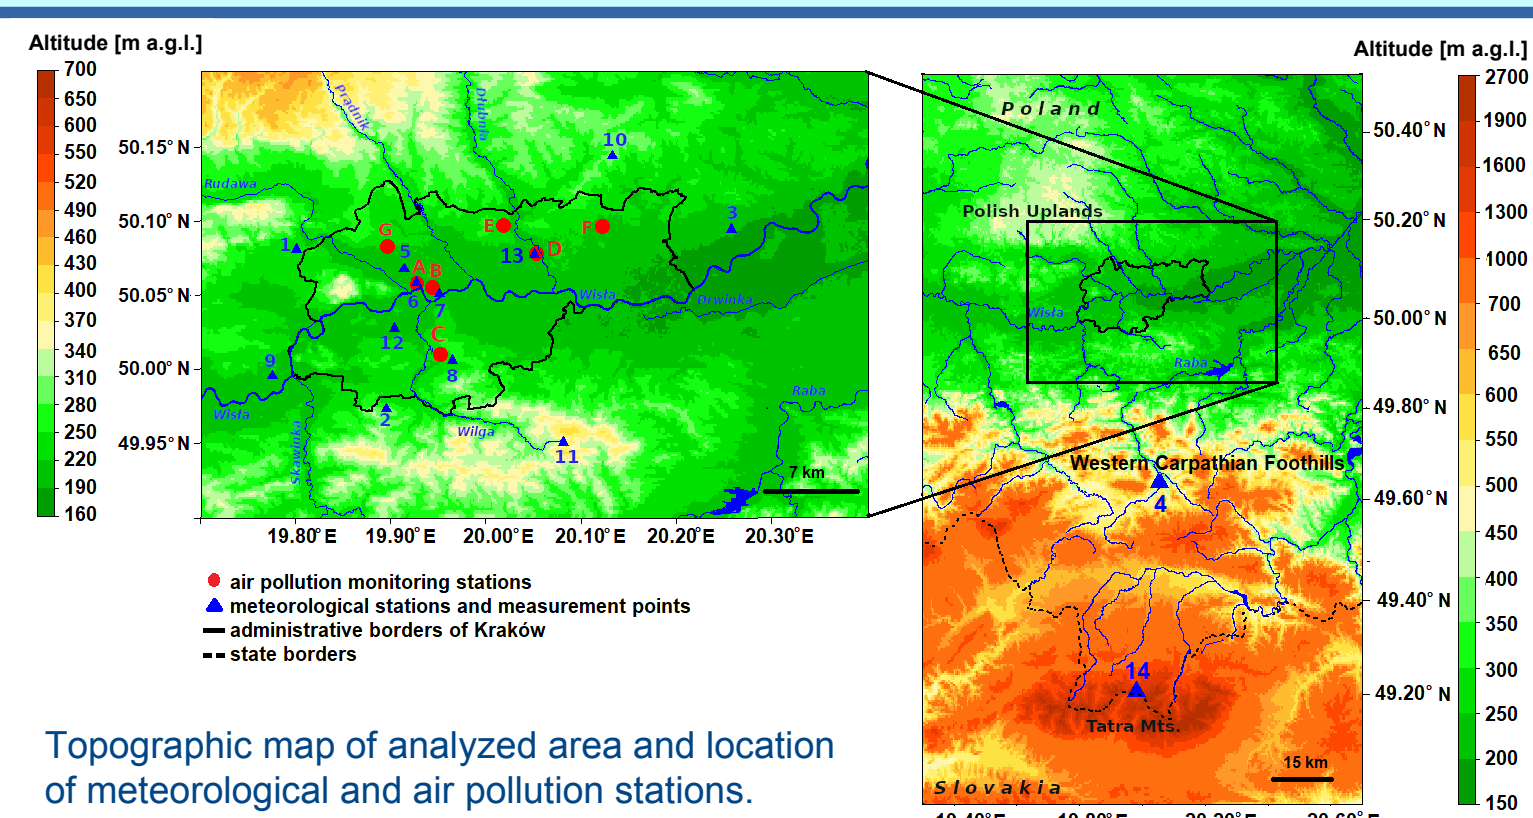 Altitude [m a.g.l.]
700
650
600
550
520
490
460
430
400
370
340
310
280
250
220
190
160
50.15° N
50.10° N
50.05° N
50.00° N
49.95° N
19.80° E
19.90° E
20.00° E
20.10° E
20.20° E
20.30° E
Prądnik
Dłubnia
Rudawa
10
3
1
G
5
E
F
13
D
A
B
6
7
Wisła
Drwinka
12
C
8
9
2
Wisła
Skawinka
Wilga
11
Raba
7 km
air pollution monitoring stations
meteorological stations and measurement points
administrative borders of Kraków
state borders
Topographic map of analyzed area and location
of meteorological and air pollution stations.
Altitude [m a.g.l.]
2700
1900
1600
1300
1000
700
650
600
550
500
450
400
350
300
250
200
150
50.40° N
50.20° N
50.00° N
49.80° N
49.60° N
49.40° N
49.20° N
Poland
Polish Uplands
Wisła
Raba
Western Carpathian Foothills
4
14
Tatra Mts.
15 km
Slovakia